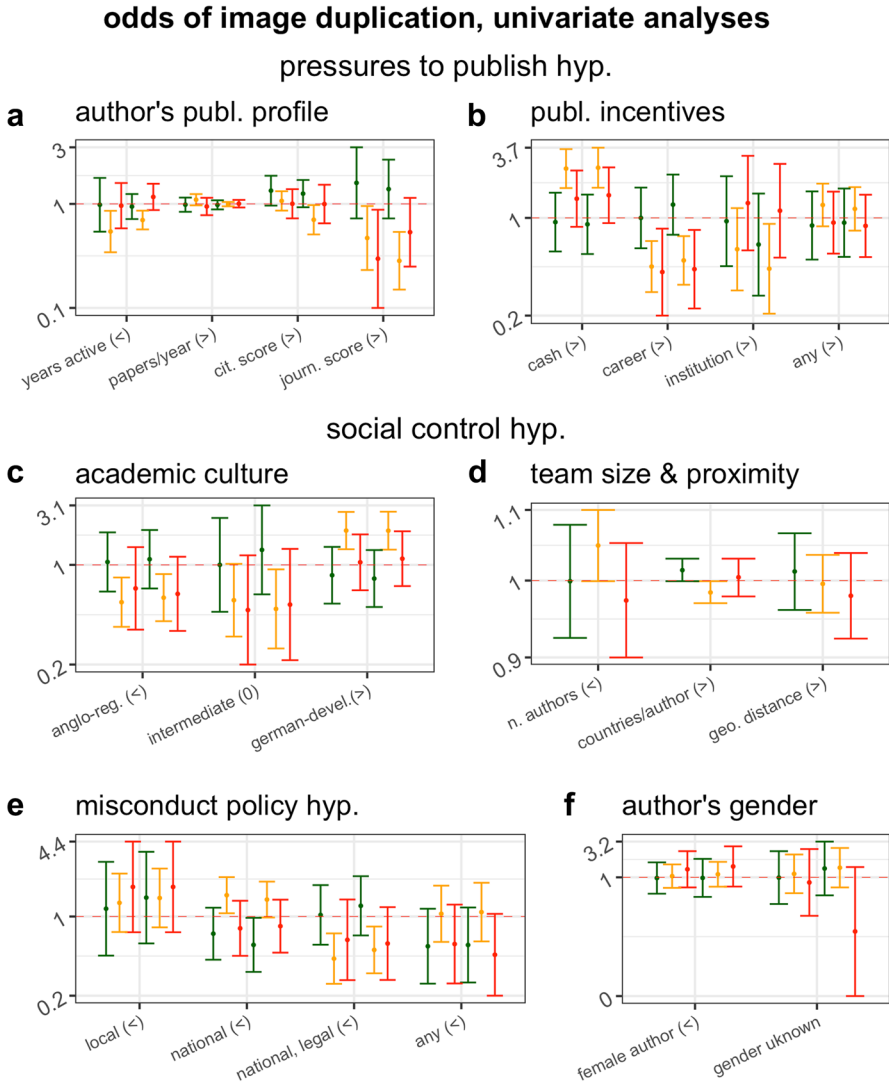 odds of image duplication, univariate analyses
pressures to publish hyp.
a author's publ. profile
3
1
0.1
years active (<)
papers/year (>)
cit. score (>)
journ. score (>)
b publ. incentives
3.7
1
0.2
cash (>)
career (>)
institution (>)
any (>)
social control hyp.
c academic culture
3.1
1
0.2
anglo-reg. (<)
intermediate (0)
german-devel.(>)
d team size & proximity
1.1
1
0.9
n. authors (<)
countries/author (>)
geo. distance (>)
e misconduct policy hyp.
4.4
1
0.2
local (<)
national (<)
national, legal (<)
any (<)
f author's gender
3.2
1
0
female author (<)
gender uknown